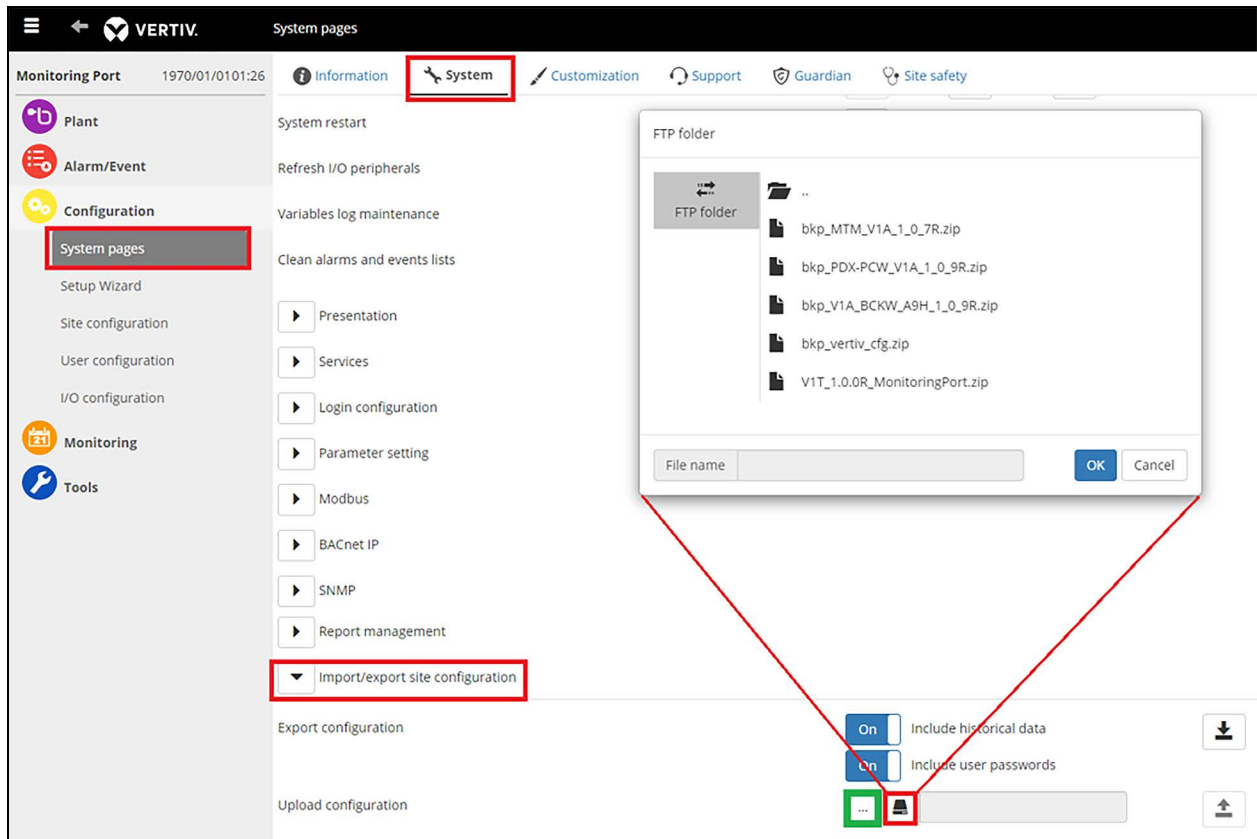 VERTIV.
System pages
Monitoring Port 1970/01/0101:26
Information System Customization Support Guardian Site safety
Plant
Alarm/Event
Configuration
System pages
Setup Wizard
Site configuration
User configuration
I/O configuration
21
Monitoring
Tools
System restart
Refresh I/O peripherals
Variables log maintenance
Clean alarms and events lists
Presentation
Services
Login configuration
Parameter setting
Modbus
BACnet IP
SNMP
Report management
Import/export site configuration
Export configuration
On Include historical data
On Include user passwords
Upload configuration
...
FTP folder
FTP folder
..
bkp_MTM_V1A_1_0_7R.zip
bkp_PDX-PCW_V1A_1_0_9R.zip
bkp_V1A_BCKW_A9H_1_0_9R.zip
bkp_vertiv_cfg.zip
V1T_1.0.0R_MonitoringPort.zip
File name
OK Cancel